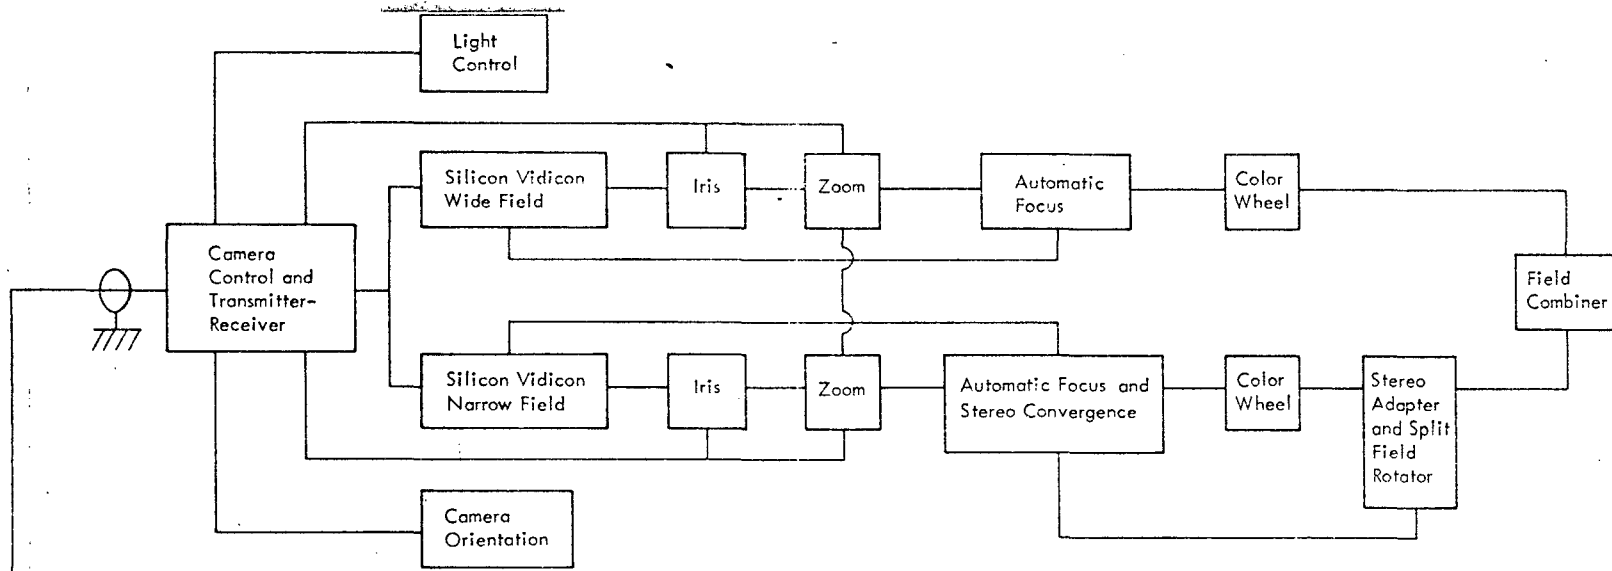 Light
Control
Silicon Vidicon
Wide Field
Iris
Zoom
Automatic
Focus
Color
Wheel
Camera
Control and
Transmitter-
Receiver
Field
Combiner
Silicon Vidicon
Narrow Field
Iris
Zoom
Automatic Focus and
Stereo Convergence
Color
Wheel
Stereo
Adapter
and Split
Field
Rotator
Camera
Orientation